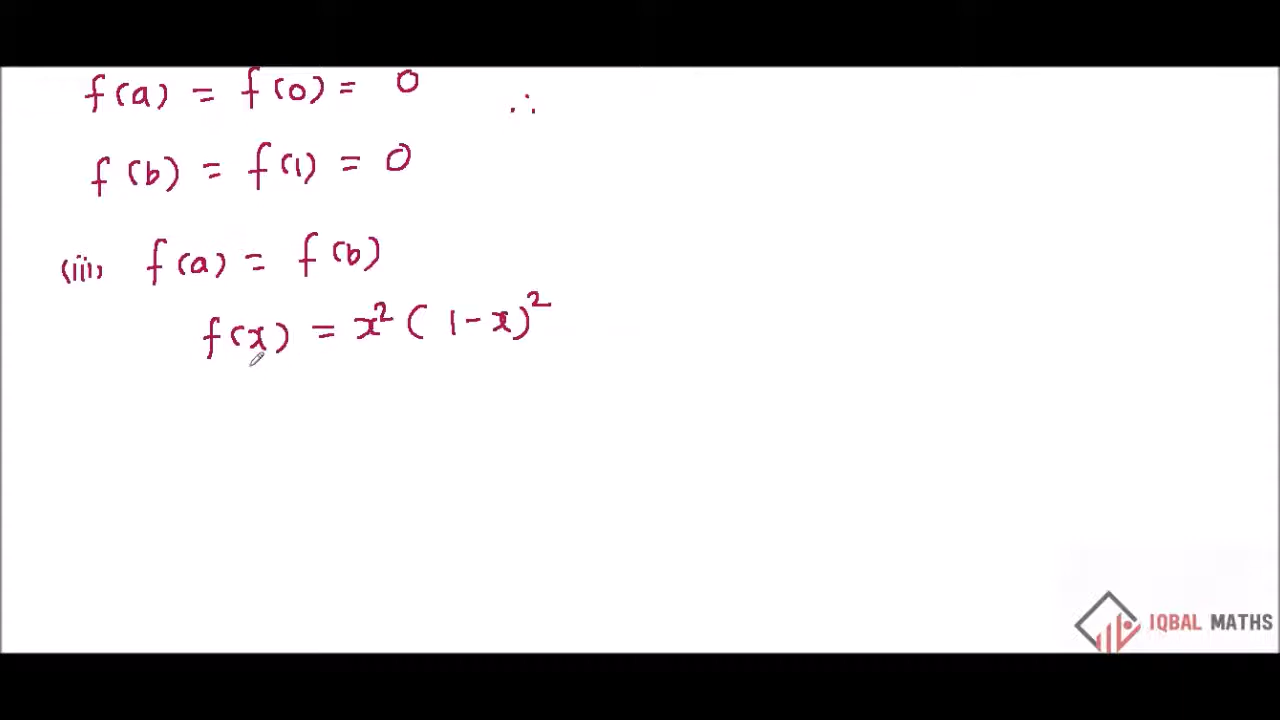 f(a) = f(0) = 0 ∴
f(b) = f(1) = 0
(iii) f(a) = f(b)
f(x) = x² (1-x)²
IQBAL MATHS